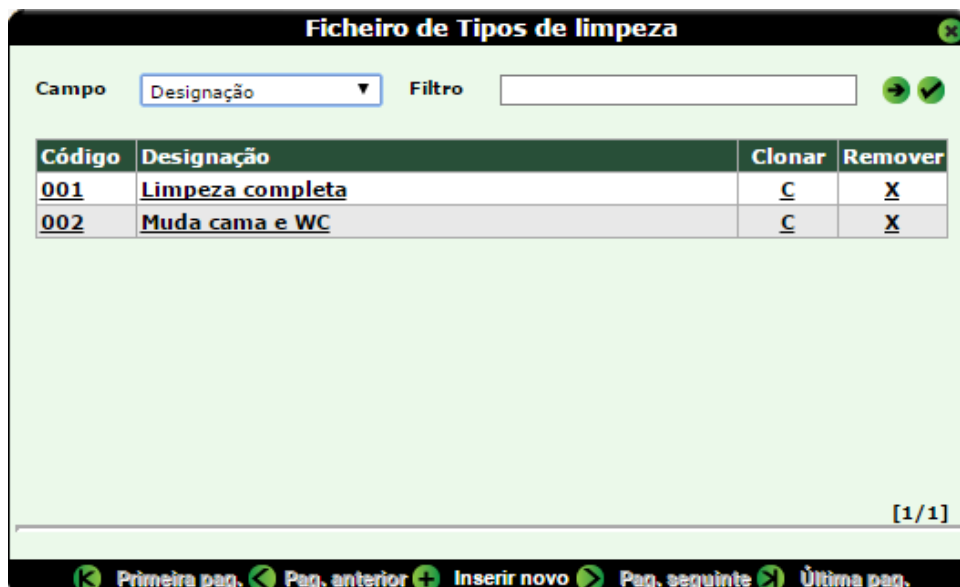 Ficheiro de Tipos de limpeza
Campo Designação Filtro
Código Designação Clonar Remover
001 Limpeza completa C X
002 Muda cama e WC C X
[1/1]
Primeira pag. Pag. anterior Inserir novo Pag. seguinte Última pag.